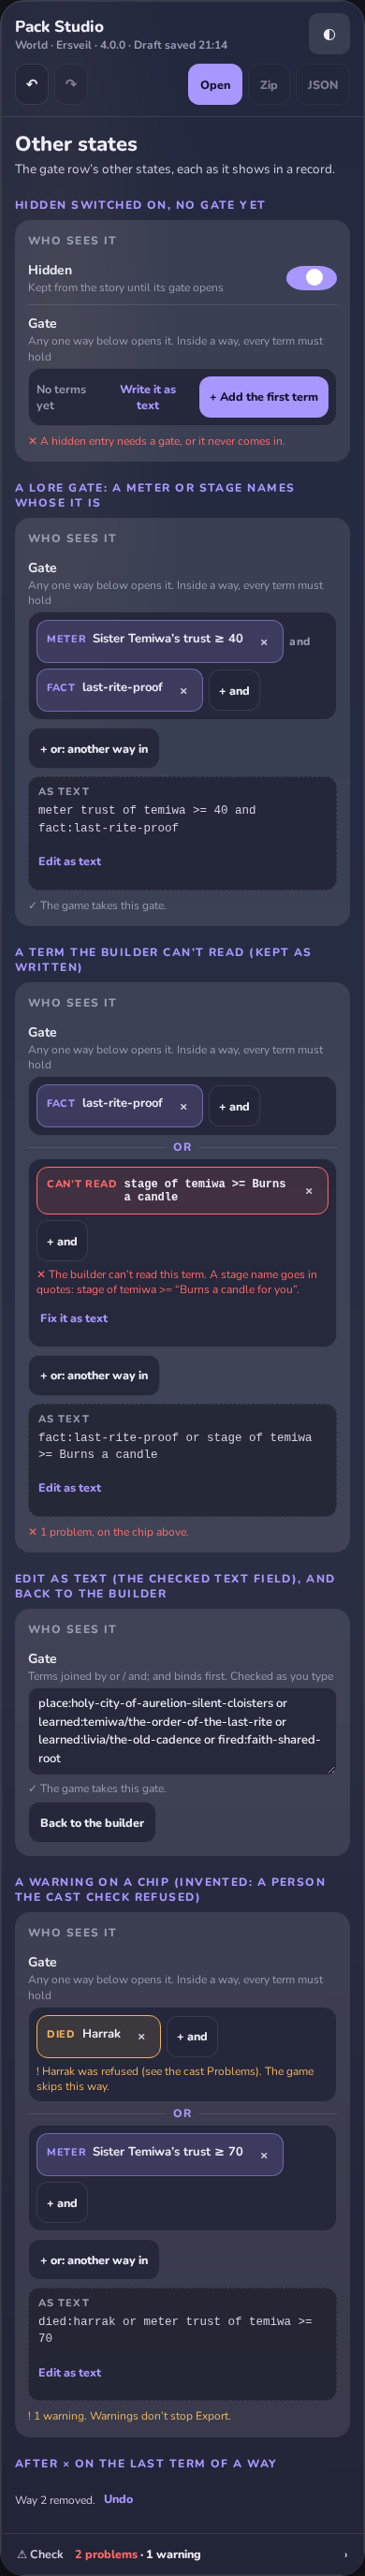 Pack Studio
World · Ersveil · 4.0.0 · Draft saved 21:14
↶ ↷ Open Zip JSON
Other states
The gate row's other states, each as it shows in a record.
HIDDEN SWITCHED ON, NO GATE YET
WHO SEES IT
Hidden
Kept from the story until its gate opens
Gate
Any one way below opens it. Inside a way, every term must
hold
No terms
yet
Write it as
text
+ Add the first term
✕ A hidden entry needs a gate, or it never comes in.
A LORE GATE: A METER OR STAGE NAMES
WHOSE IT IS
WHO SEES IT
Gate
Any one way below opens it. Inside a way, every term must
hold
METER Sister Temiwa's trust ≥ 40 × and
FACT last-rite-proof × + and
+ or: another way in
AS TEXT
meter trust of temiwa >= 40 and
fact:last-rite-proof
Edit as text
✓ The game takes this gate.
A TERM THE BUILDER CAN'T READ (KEPT AS
WRITTEN)
WHO SEES IT
Gate
Any one way below opens it. Inside a way, every term must
hold
FACT last-rite-proof × + and
OR
CAN'T READ stage of temiwa >= Burns
a candle ×
+ and
✕ The builder can't read this term. A stage name goes in
quotes: stage of temiwa >= "Burns a candle for you".
Fix it as text
+ or: another way in
AS TEXT
fact:last-rite-proof or stage of temiwa
>= Burns a candle
Edit as text
✕ 1 problem, on the chip above.
EDIT AS TEXT (THE CHECKED TEXT FIELD), AND
BACK TO THE BUILDER
WHO SEES IT
Gate
Terms joined by or / and; and binds first. Checked as you type
place:holy-city-of-aurelion-silent-cloisters or
learned:temiwa/the-order-of-the-last-rite or
learned:livia/the-old-cadence or fired:faith-shared-
root
✓ The game takes this gate.
Back to the builder
A WARNING ON A CHIP (INVENTED: A PERSON
THE CAST CHECK REFUSED)
WHO SEES IT
Gate
Any one way below opens it. Inside a way, every term must
hold
DIED Harrak × + and
! Harrak was refused (see the cast Problems). The game
skips this way.
OR
METER Sister Temiwa's trust ≥ 70 ×
+ and
+ or: another way in
AS TEXT
died:harrak or meter trust of temiwa >=
70
Edit as text
! 1 warning. Warnings don't stop Export.
AFTER × ON THE LAST TERM OF A WAY
Way 2 removed. Undo
⚠ Check 2 problems · 1 warning ›